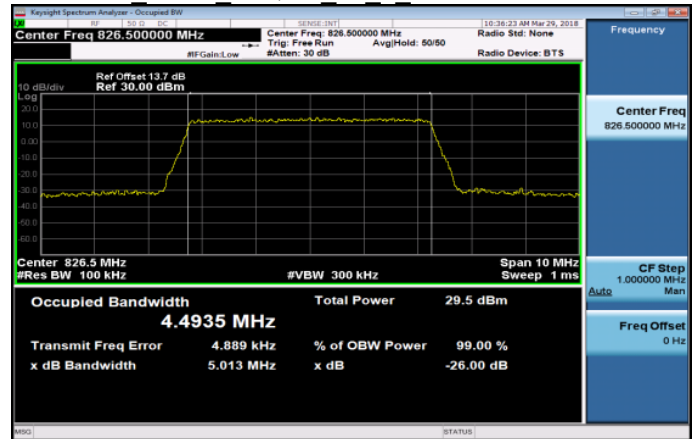 Keysight Spectrum Analyzer - Occupied BW
RF 50 Ω DC SENSE:INT 10:36:23 AM Mar 29, 2018
Center Freq 826.500000 MHz
Center Freq: 826.500000 MHz
Radio Std: None
Trig: Free Run Avg|Hold: 50/50
#IFGain:Low #Atten: 30 dB Radio Device: BTS
Frequency
Ref Offset 13.7 dB
10 dB/div Ref 30.00 dBm
Log
20.0
10.0
0.00
-10.0
-20.0
-30.0
-40.0
-50.0
-60.0
Center 826.5 MHz Span 10 MHz
#Res BW 100 kHz #VBW 300 kHz Sweep 1 ms
Occupied Bandwidth Total Power 29.5 dBm
4.4935 MHz
Transmit Freq Error 4.889 kHz % of OBW Power 99.00 %
x dB Bandwidth 5.013 MHz x dB -26.00 dB
Center Freq
826.500000 MHz
CF Step
1.000000 MHz
Auto Man
Freq Offset
0 Hz
MSG STATUS